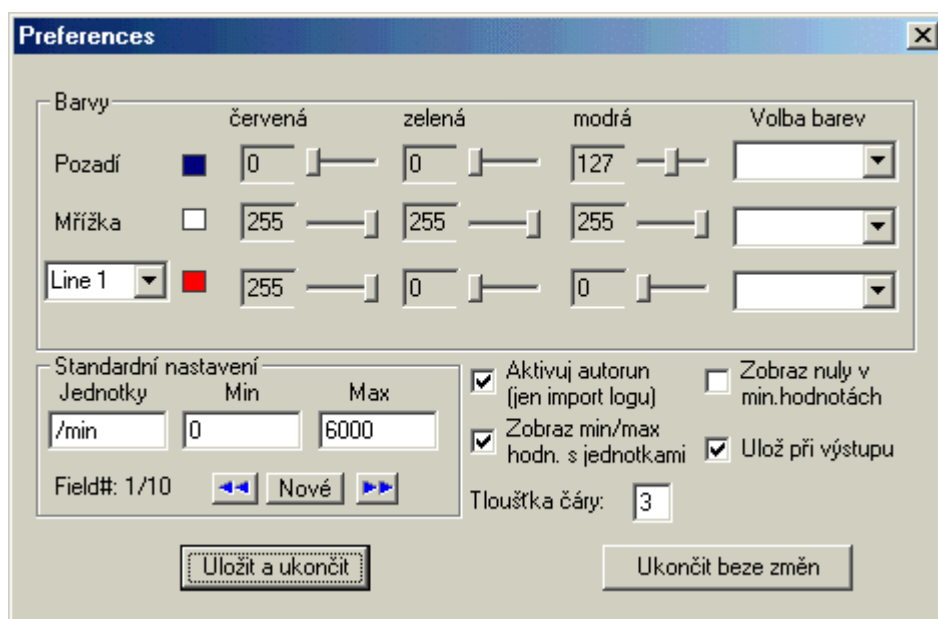 Preferences
Barvy
červená zelená modrá Volba barev
Pozadí 0 0 127
Mřížka 255 255 255
Line 1 255 0 0
Standardní nastavení
Jednotky Min Max
/min 0 6000
Field#: 1/10 Nové
Aktivuj autorun
(jen import logu)
Zobraz nuly v
min.hodnotách
Zobraz min/max
hodn. s jednotkami
Ulož při výstupu
Tloušťka čáry: 3
Uložit a ukončit Ukončit beze změn